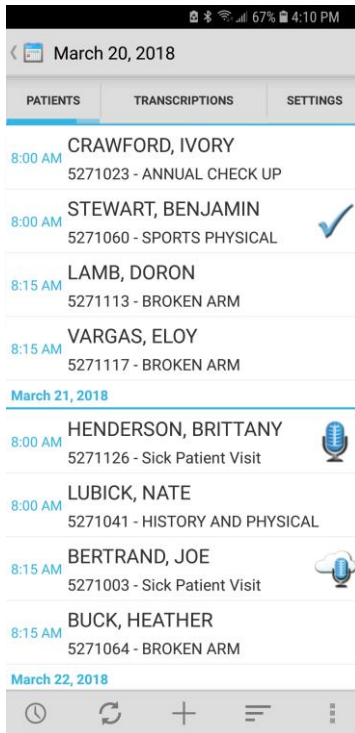 67% 4:10 PM
March 20, 2018
PATIENTS TRANSCRIPTIONS SETTINGS
8:00 AM CRAWFORD, IVORY
5271023 - ANNUAL CHECK UP
8:00 AM STEWART, BENJAMIN
5271060 - SPORTS PHYSICAL
8:15 AM LAMB, DORON
5271113 - BROKEN ARM
8:15 AM VARGAS, ELOY
5271117 - BROKEN ARM
March 21, 2018
8:00 AM HENDERSON, BRITTANY
5271126 - Sick Patient Visit
8:00 AM LUBICK, NATE
5271041 - HISTORY AND PHYSICAL
8:15 AM BERTRAND, JOE
5271003 - Sick Patient Visit
8:15 AM BUCK, HEATHER
5271064 - BROKEN ARM
March 22, 2018